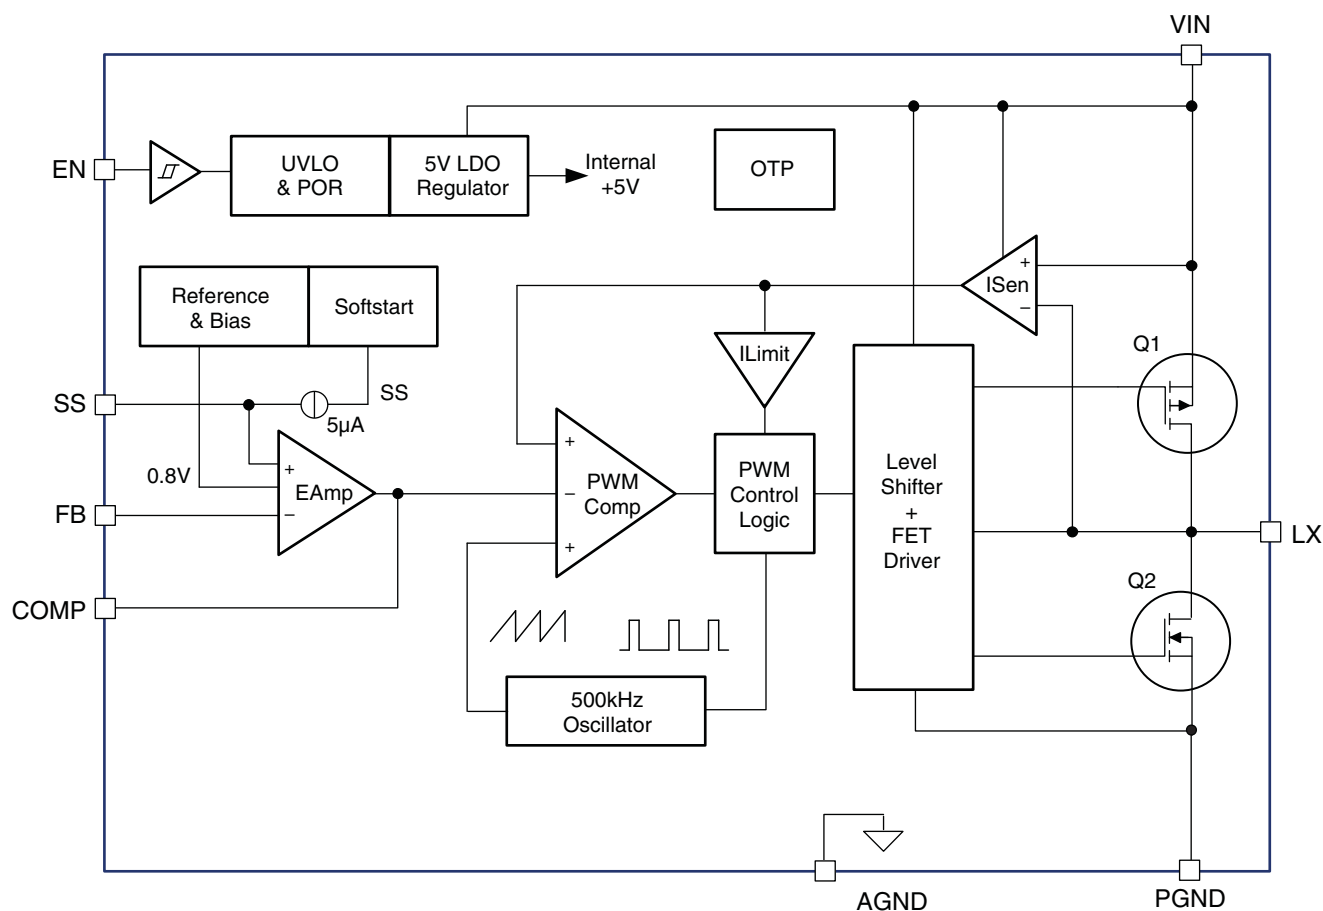 VIN
EN
UVLO
& POR
5V LDO
Regulator
Internal
+5V
OTP
Reference
& Bias
Softstart
+
ISen
–
ILimit
Q1
SS
SS
5µA
0.8V
+
EAmp
–
FB
COMP
+
–
PWM
Comp
+
PWM
Control
Logic
Level
Shifter
+
FET
Driver
LX
Q2
500kHz
Oscillator
AGND
PGND